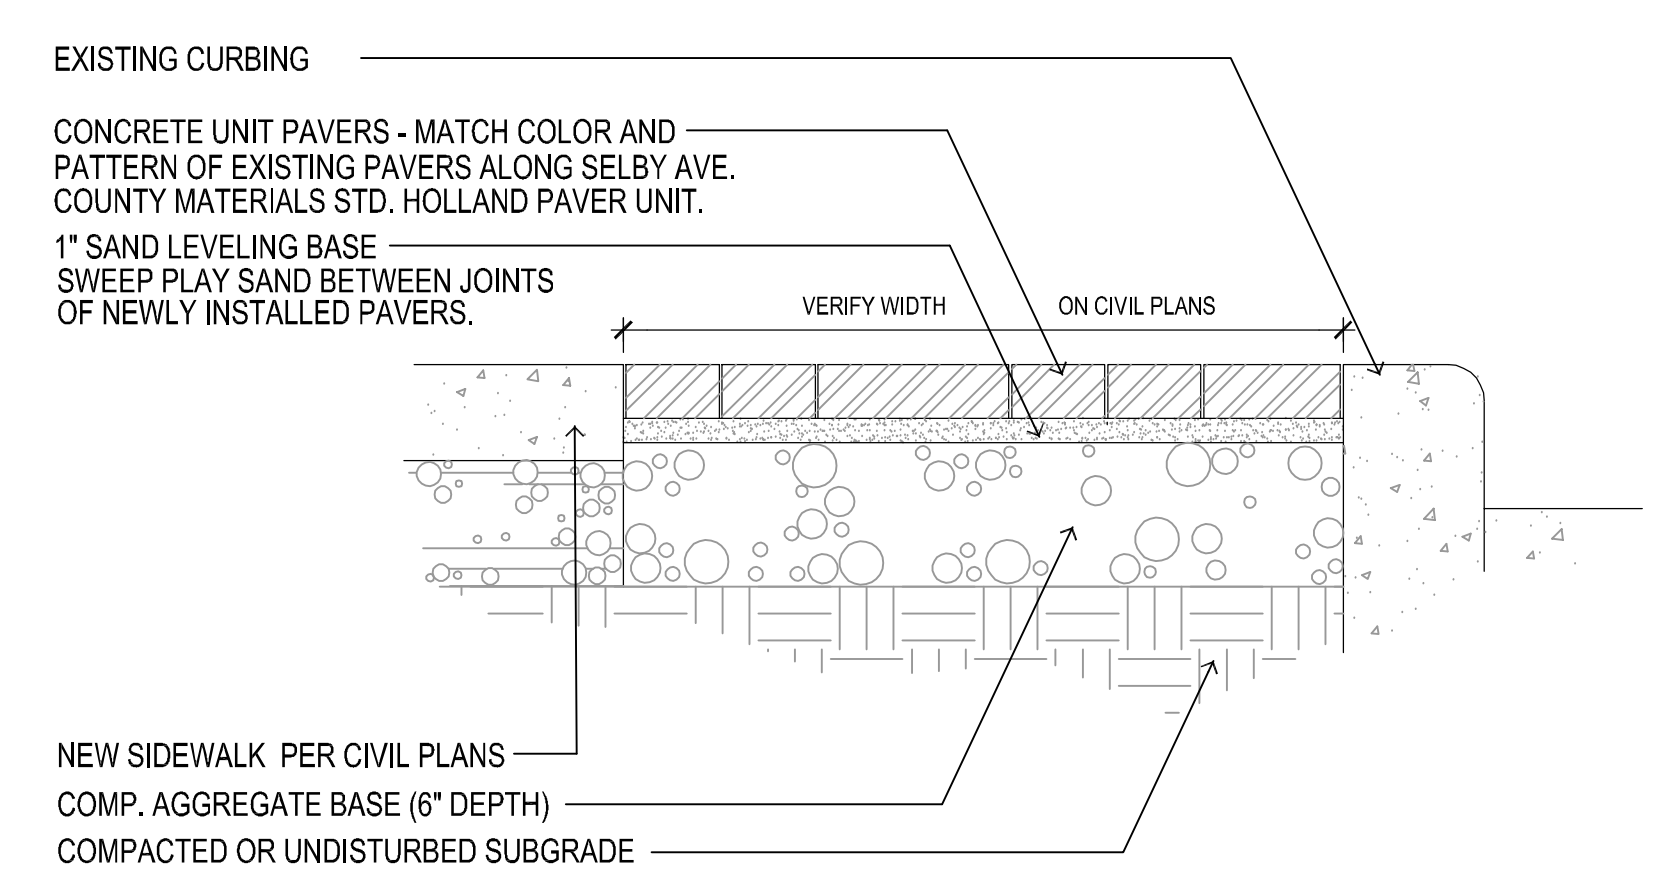 EXISTING CURBING
CONCRETE UNIT PAVERS - MATCH COLOR AND
PATTERN OF EXISTING PAVERS ALONG SELBY AVE.
COUNTY MATERIALS STD. HOLLAND PAVER UNIT.
1" SAND LEVELING BASE
SWEEP PLAY SAND BETWEEN JOINTS
OF NEWLY INSTALLED PAVERS.
VERIFY WIDTH ON CIVIL PLANS
NEW SIDEWALK PER CIVIL PLANS
COMP. AGGREGATE BASE (6" DEPTH)
COMPACTED OR UNDISTURBED SUBGRADE